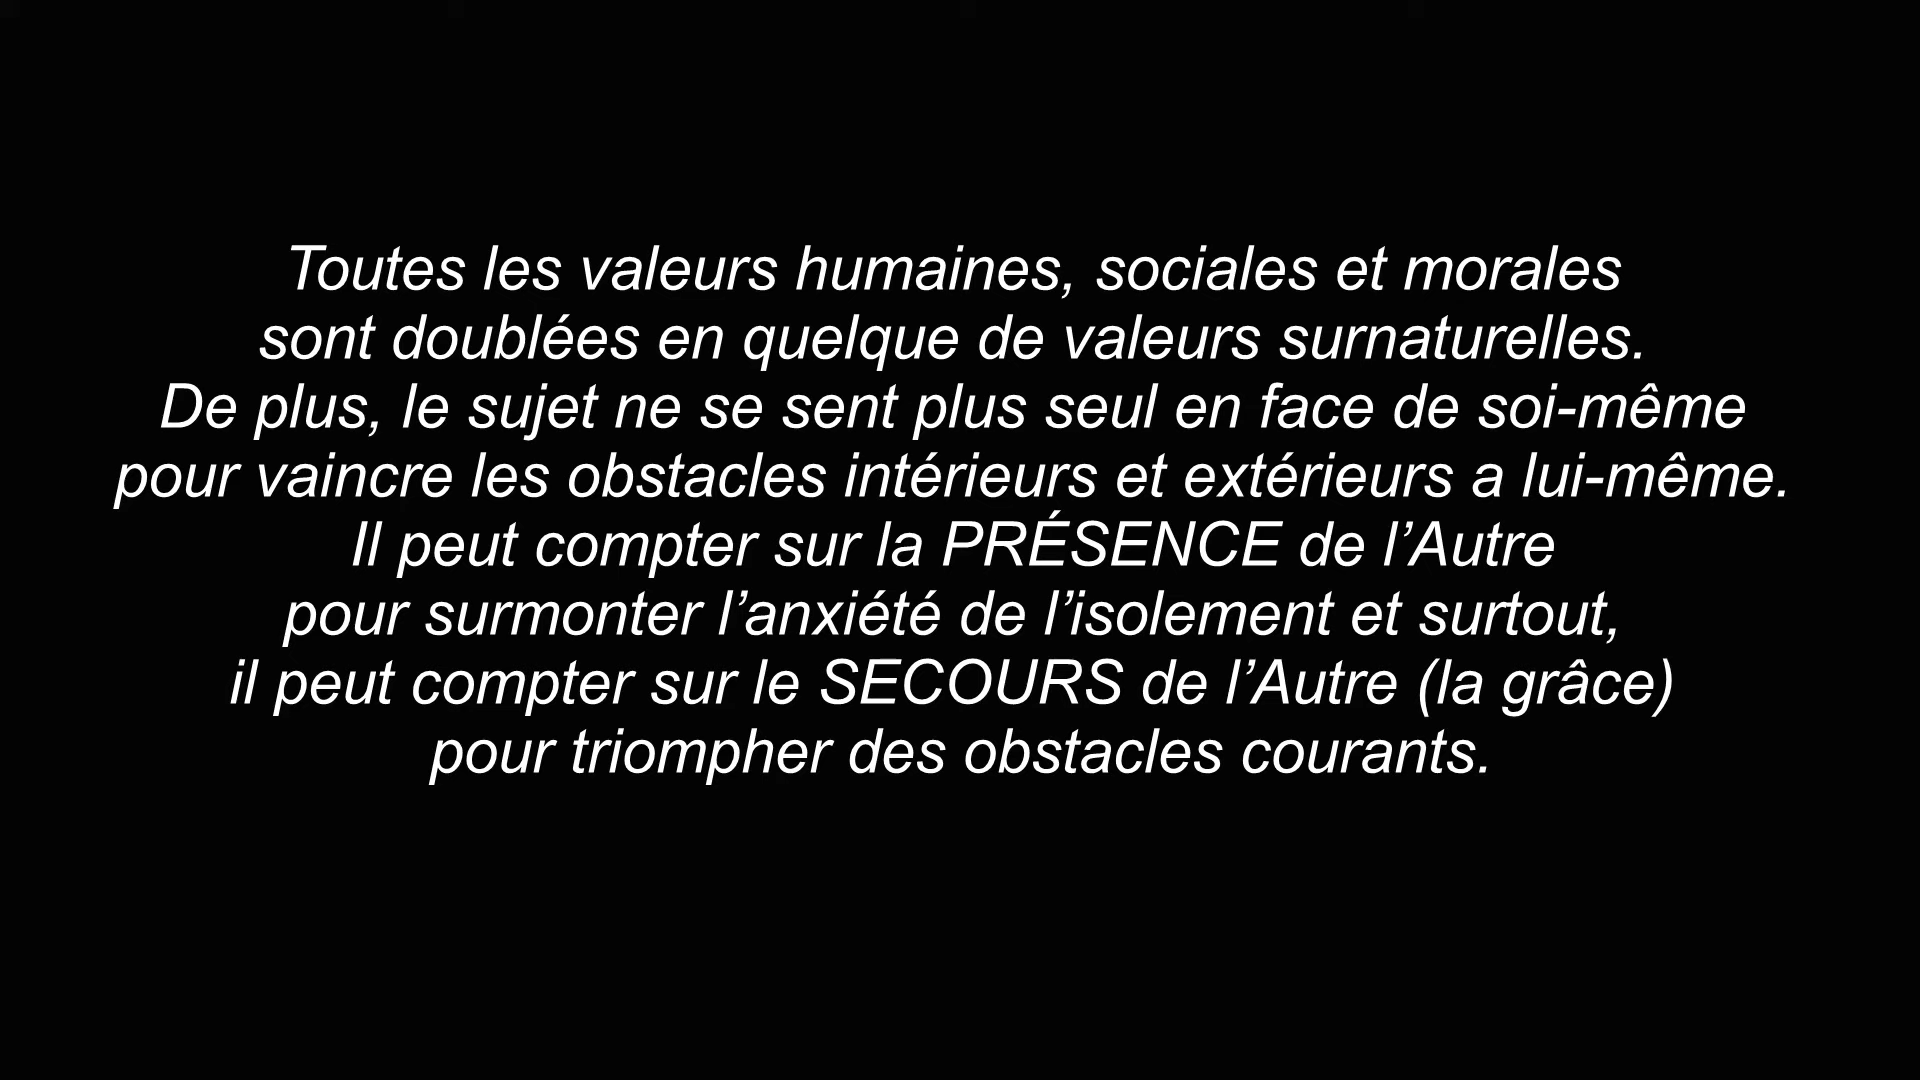 Toutes les valeurs humaines, sociales et morales
sont doublées en quelque de valeurs surnaturelles.
De plus, le sujet ne se sent plus seul en face de soi-même
pour vaincre les obstacles intérieurs et extérieurs a lui-même.
Il peut compter sur la PRÉSENCE de l’Autre
pour surmonter l’anxiété de l’isolement et surtout,
il peut compter sur le SECOURS de l’Autre (la grâce)
pour triompher des obstacles courants.